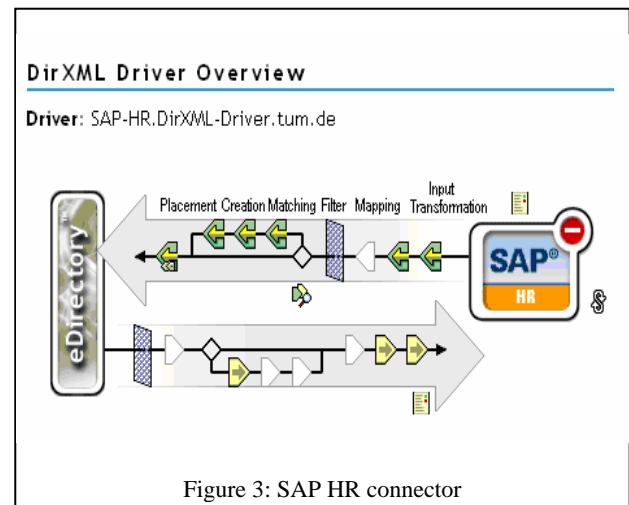 DirXML Driver Overview
Driver: SAP-HR.DirXML-Driver.tum.de
Placement Creation Matching Filter Mapping Input Transformation
eDirectory™
SAP®
HR
Figure 3: SAP HR connector